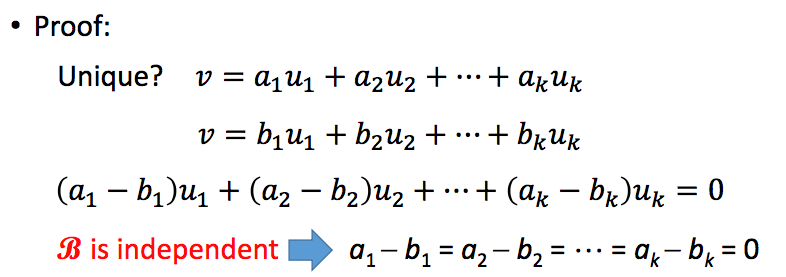 • Proof:
Unique? 𝑣 = 𝑎₁𝑢₁ + 𝑎₂𝑢₂ + ⋯ + 𝑎ₖ𝑢ₖ
𝑣 = 𝑏₁𝑢₁ + 𝑏₂𝑢₂ + ⋯ + 𝑏ₖ𝑢ₖ
(𝑎₁ − 𝑏₁)𝑢₁ + (𝑎₂ − 𝑏₂)𝑢₂ + ⋯ + (𝑎ₖ − 𝑏ₖ)𝑢ₖ = 0
𝓑 is independent a₁ − b₁ = a₂ − b₂ = ⋯ = aₖ − bₖ = 0